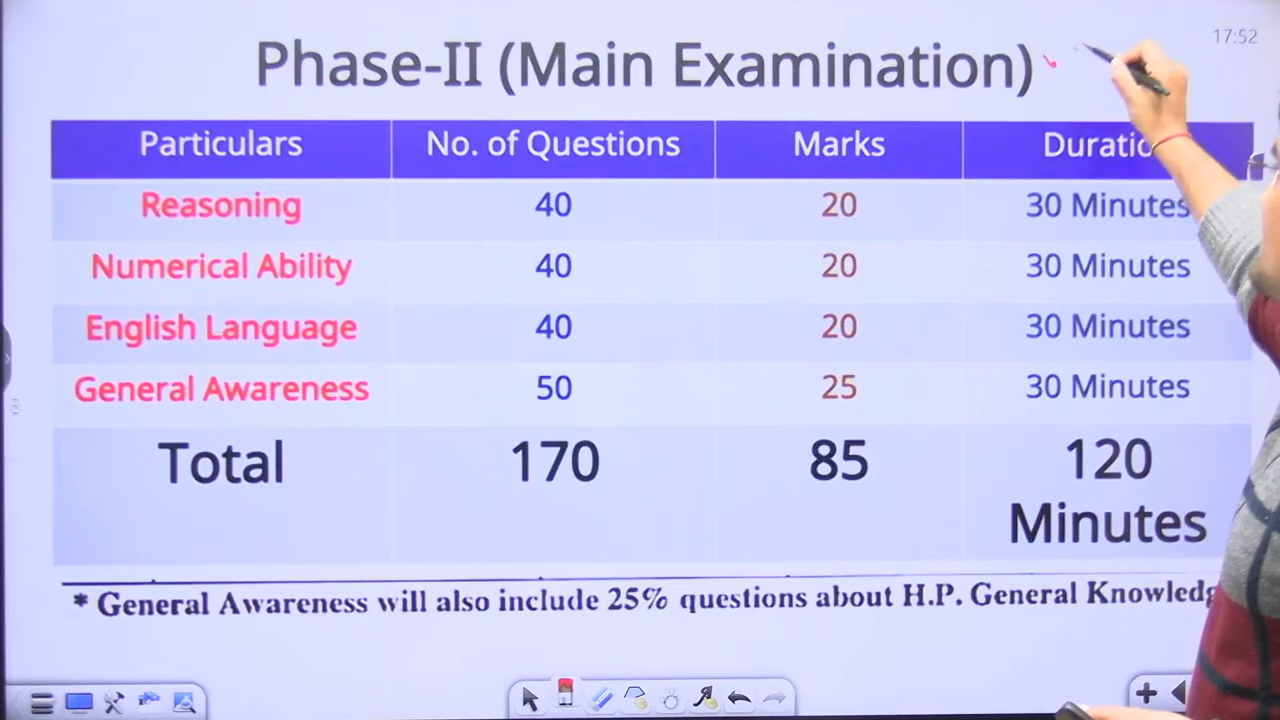 17:52
Phase-II (Main Examination)
Particulars No. of Questions Marks Duratio
Reasoning 40 20 30 Minutes
Numerical Ability 40 20 30 Minutes
English Language 40 20 30 Minutes
General Awareness 50 25 30 Minutes
Total 170 85 120
Minutes
* General Awareness will also include 25% questions about H.P. General Knowledg